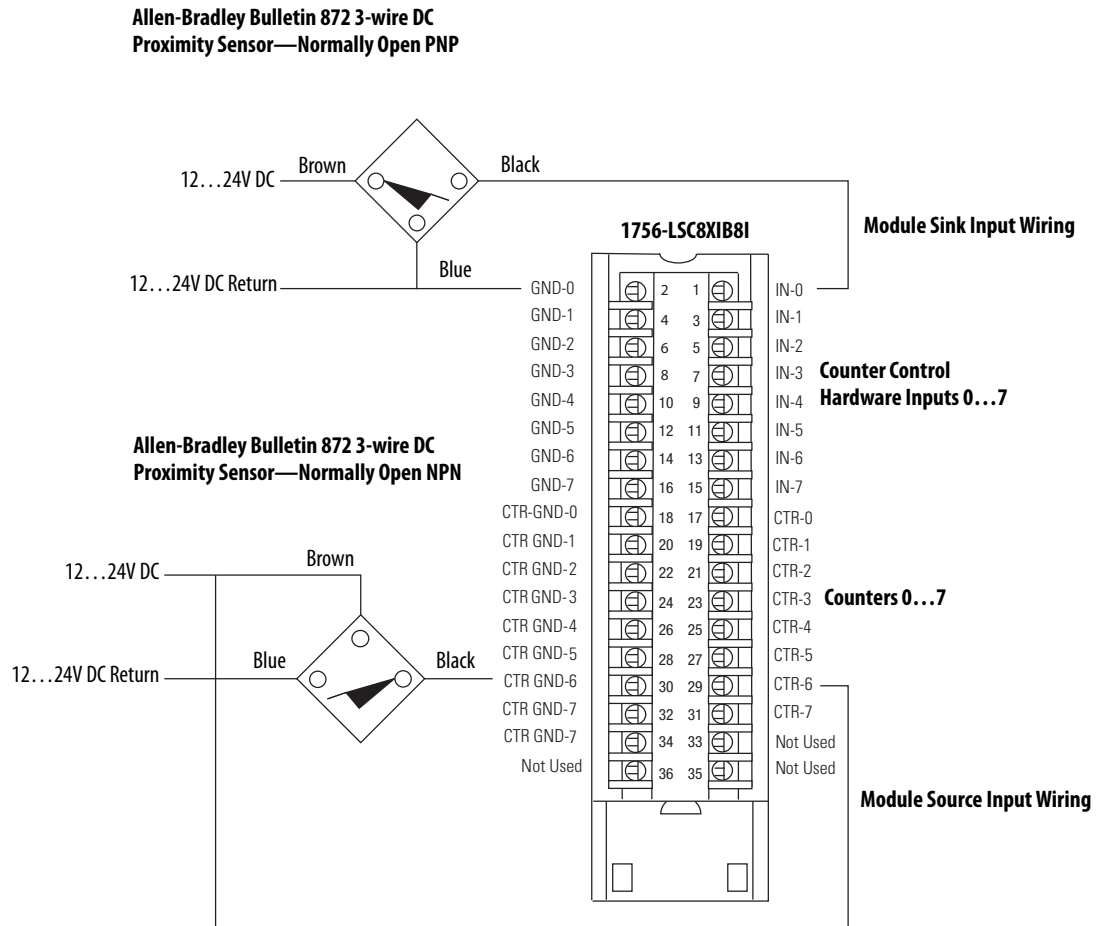 Allen-Bradley Bulletin 872 3-wire DC
Proximity Sensor—Normally Open PNP
12...24V DC
Brown
Black
12...24V DC Return
Blue
1756-LSC8XIB8I
Module Sink Input Wiring
GND-0 2 1 IN-0
GND-1 4 3 IN-1
GND-2 6 5 IN-2
GND-3 8 7 IN-3
GND-4 10 9 IN-4
GND-5 12 11 IN-5
GND-6 14 13 IN-6
GND-7 16 15 IN-7
CTR-GND-0 18 17 CTR-0
CTR GND-1 20 19 CTR-1
CTR GND-2 22 21 CTR-2
CTR GND-3 24 23 CTR-3
CTR GND-4 26 25 CTR-4
CTR GND-5 28 27 CTR-5
CTR GND-6 30 29 CTR-6
CTR GND-7 32 31 CTR-7
CTR GND-7 34 33 Not Used
Not Used 36 35 Not Used
Counter Control
Hardware Inputs 0...7
Counters 0...7
Allen-Bradley Bulletin 872 3-wire DC
Proximity Sensor—Normally Open NPN
12...24V DC
Brown
12...24V DC Return
Blue
Black
Module Source Input Wiring